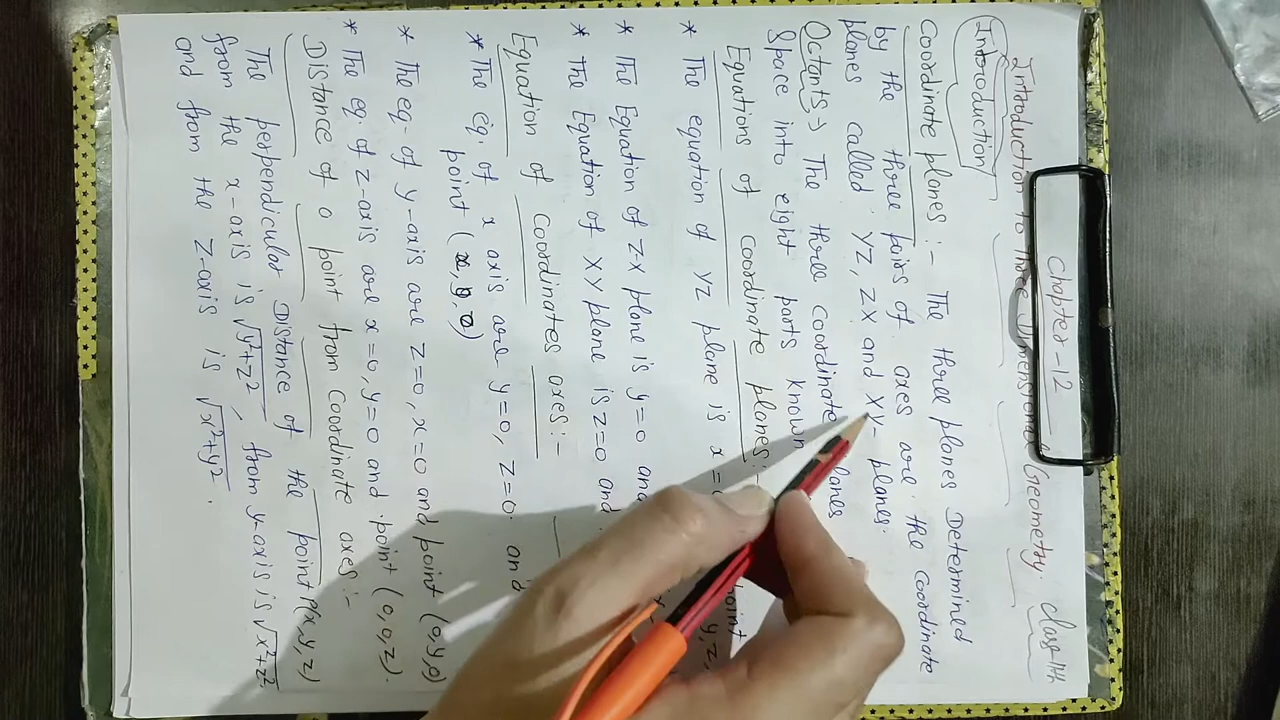 Chapter-12
Introduction to three Dimensional Geometry. class-11th
Introduction
Coordinate planes :- The three planes Determined
by the three pairs of axes are the coordinate
planes called YZ, ZX and XY- planes.
Octants => The three coordinate planes
Space into eight parts known
Equations of coordinate planes:-
* The equation of YZ plane is x = point
* The Equation of Z-X plane is y=0 and
* The Equation of XY plane is z=0 and
Equation of Coordinates axes:-
* The eq. of x axis are y=0, z=0. and
point (x, 0, 0)
* The eq- of y-axis are z=0, x=0 and point (0,y,0)
* The eq. of z-axis are x=0, y=0 and point (0,0,z).
Distance of a point from coordinate axes:-
The perpendicular Distance of the point P(x,y,z)
from the x-axis is √y²+z², from y-axis is √x²+z²
and from the z-axis is √x²+y².